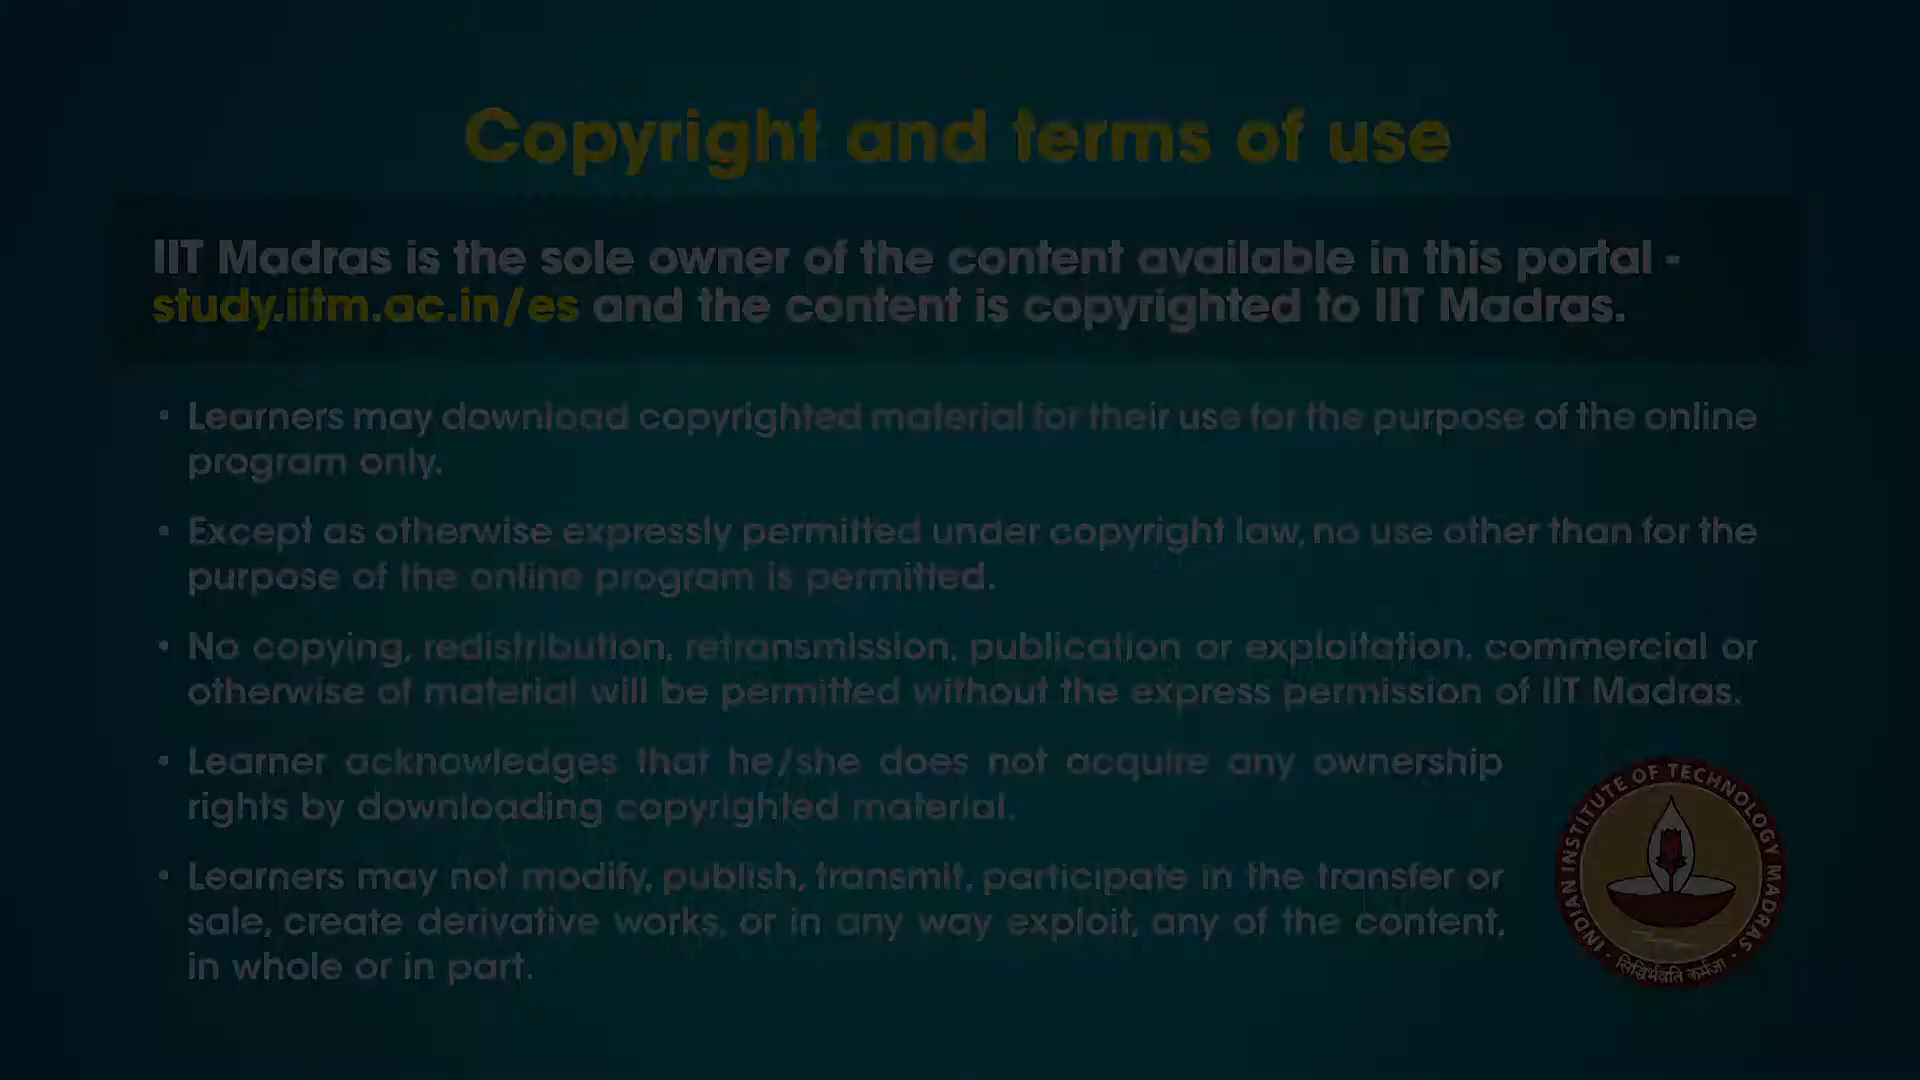 Copyright and terms of use
IIT Madras is the sole owner of the content available in this portal -
study.iitm.ac.in/es and the content is copyrighted to IIT Madras.
• Learners may download copyrighted material for their use for the purpose of the online
program only.
• Except as otherwise expressly permitted under copyright law, no use other than for the
purpose of the online program is permitted.
• No copying, redistribution, retransmission, publication or exploitation, commercial or
otherwise of material will be permitted without the express permission of IIT Madras.
• Learner acknowledges that he/she does not acquire any ownership
rights by downloading copyrighted material.
• Learners may not modify, publish, transmit, participate in the transfer or
sale, create derivative works, or in any way exploit, any of the content,
in whole or in part.
INDIAN INSTITUTE OF TECHNOLOGY MADRAS
सिद्धिर्भवति कर्मजा